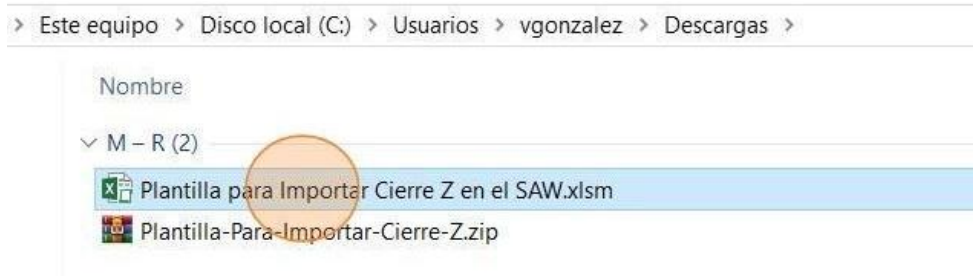 > Este equipo > Disco local (C:) > Usuarios > vgonzalez > Descargas >
Nombre
M – R (2)
Plantilla para Importar Cierre Z en el SAW.xlsm
Plantilla-Para-Importar-Cierre-Z.zip